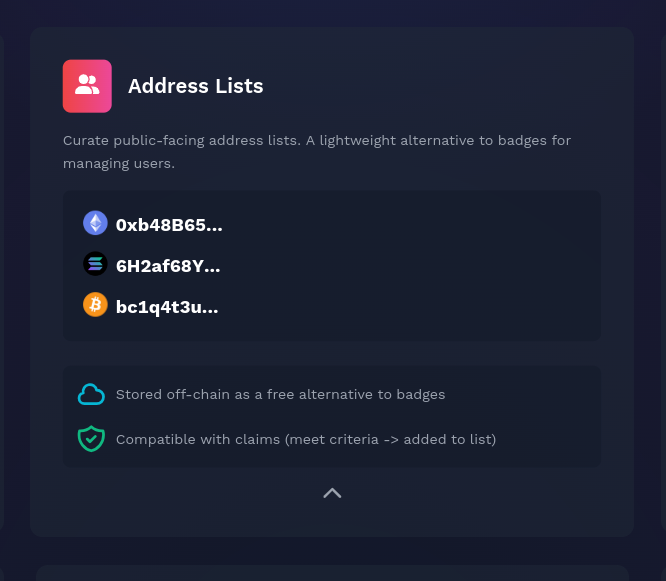 Address Lists
Curate public-facing address lists. A lightweight alternative to badges for
managing users.
0xb48B65...
6H2af68Y...
bc1q4t3u...
Stored off-chain as a free alternative to badges
Compatible with claims (meet criteria -> added to list)